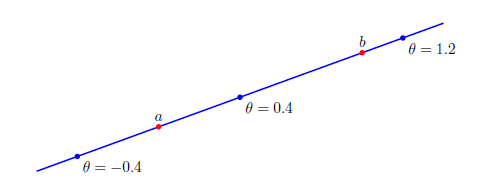 b
θ = 1.2
a
θ = 0.4
θ = −0.4